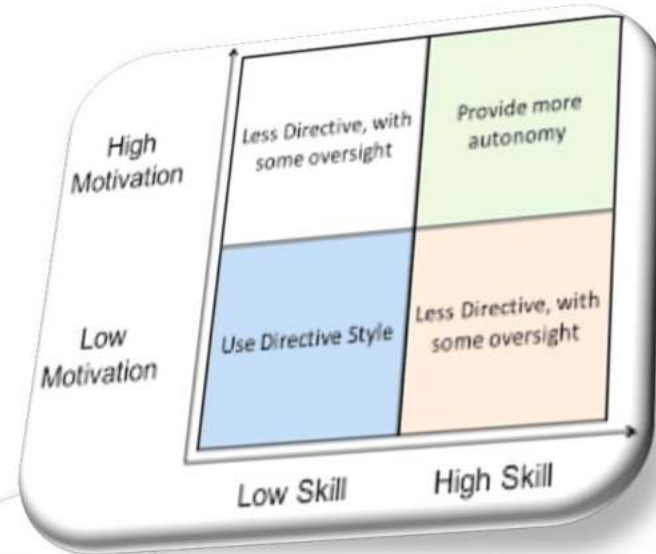 High
Motivation
Less Directive, with
some oversight
Provide more
autonomy
Low
Motivation
Use Directive Style
Less Directive, with
some oversight
Low Skill
High Skill